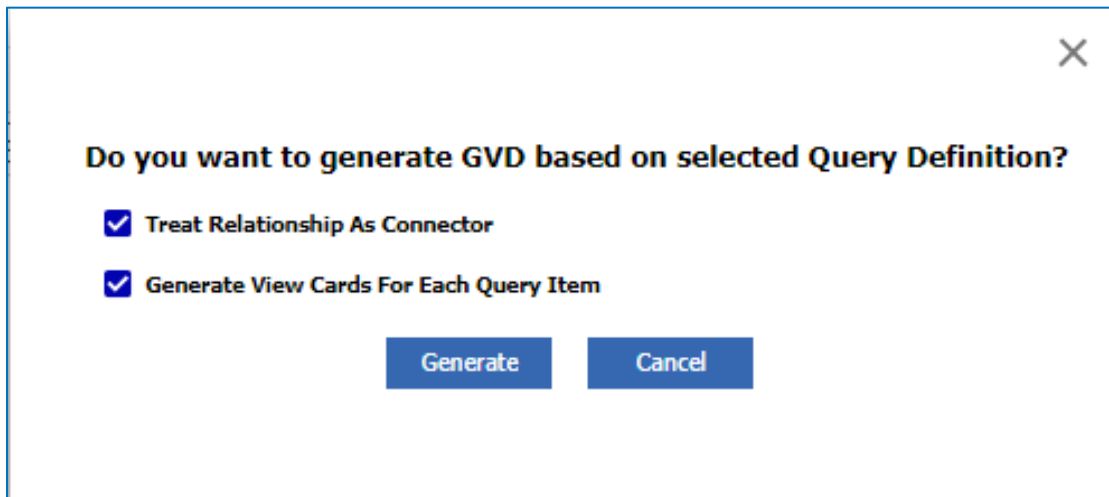 Do you want to generate GVD based on selected Query Definition?
Treat Relationship As Connector
Generate View Cards For Each Query Item
Generate Cancel